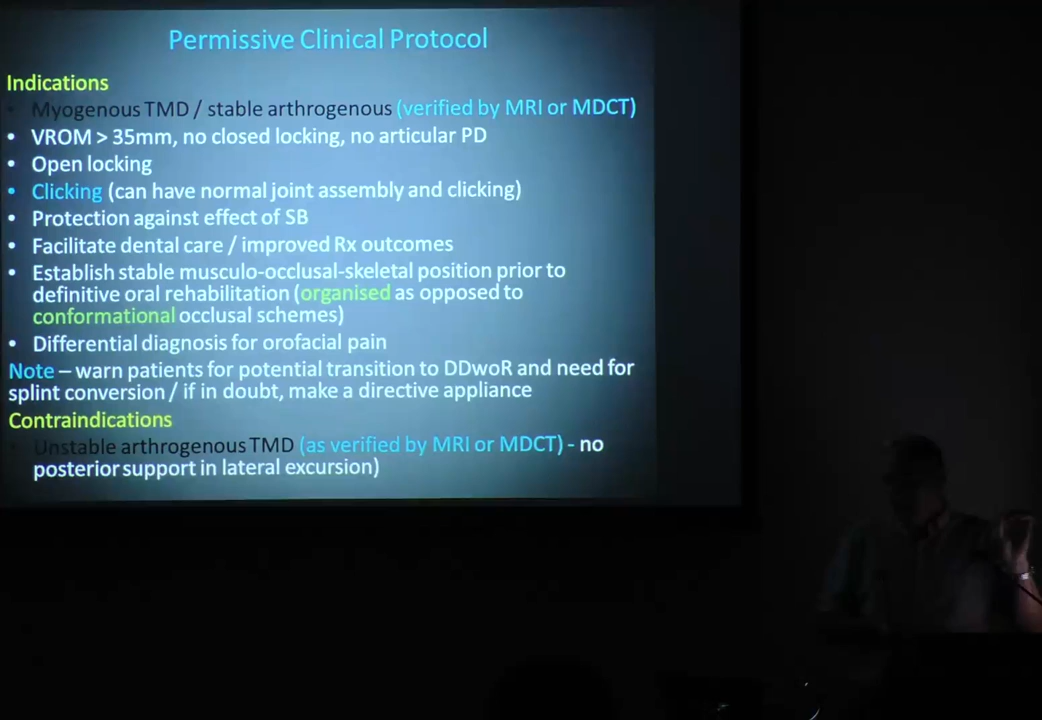 Permissive Clinical Protocol
Indications
• Myogenous TMD / stable arthrogenous (verified by MRI or MDCT)
• VROM > 35mm, no closed locking, no articular PD
• Open locking
• Clicking (can have normal joint assembly and clicking)
• Protection against effect of SB
• Facilitate dental care / improved Rx outcomes
• Establish stable musculo-occlusal-skeletal position prior to
definitive oral rehabilitation (organised as opposed to
conformational occlusal schemes)
• Differential diagnosis for orofacial pain
Note – warn patients for potential transition to DDwoR and need for
splint conversion / if in doubt, make a directive appliance
Contraindications
• Unstable arthrogenous TMD (as verified by MRI or MDCT) - no
posterior support in lateral excursion)